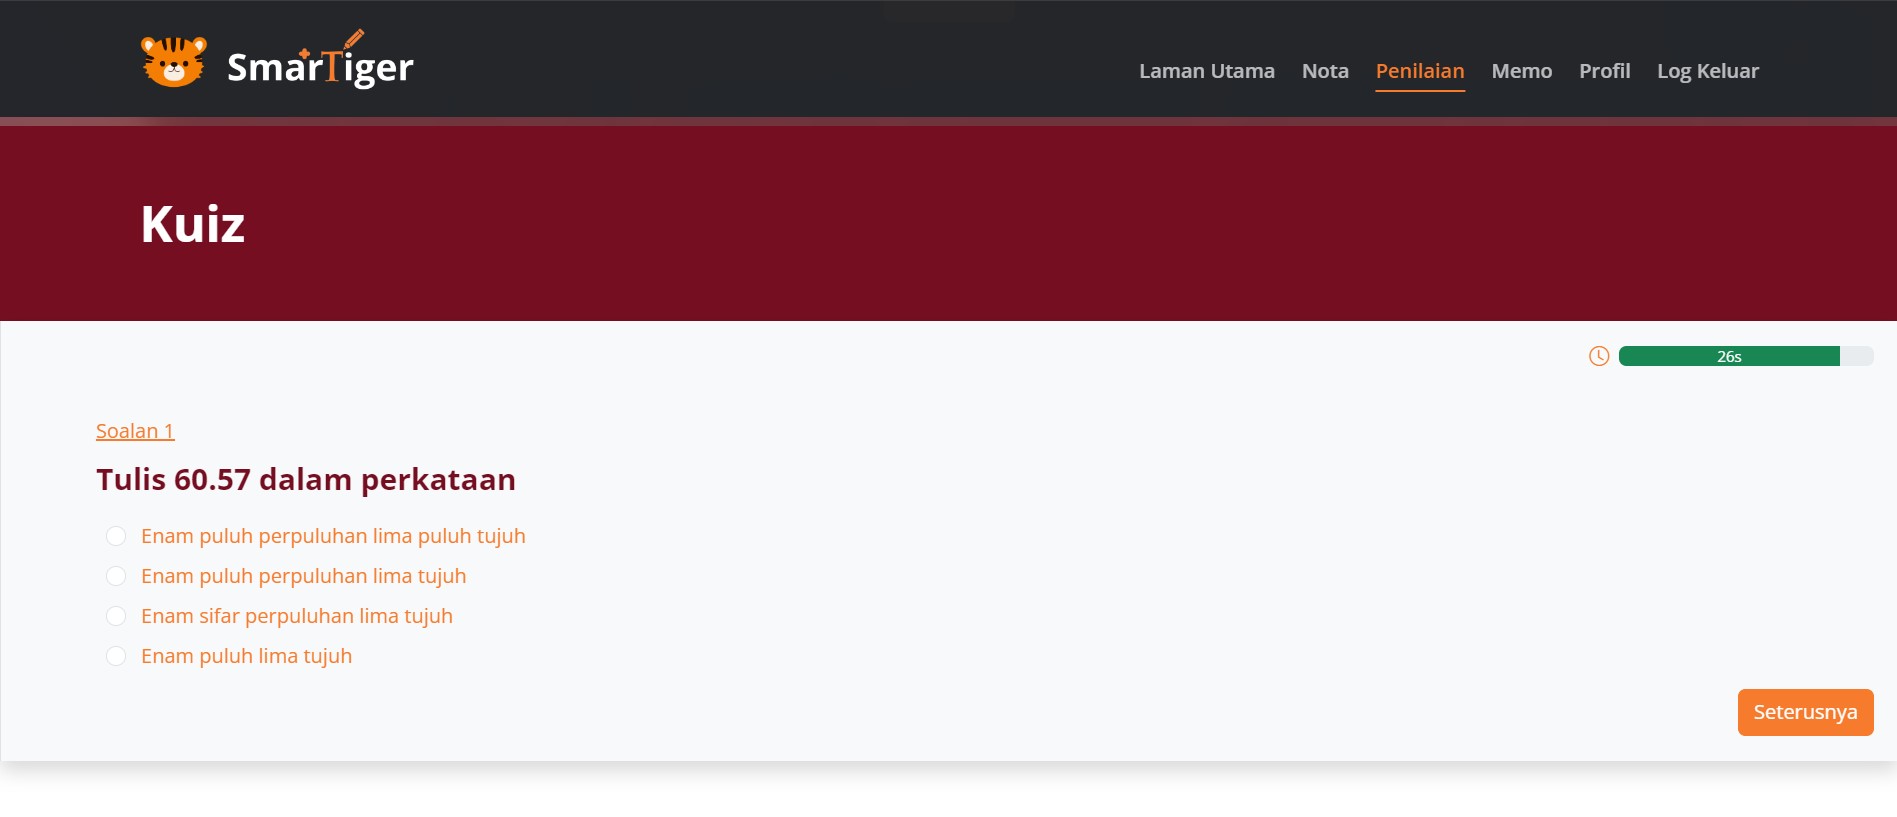 SmarTiger
Laman Utama Nota Penilaian Memo Profil Log Keluar
Kuiz
26s
Soalan 1
Tulis 60.57 dalam perkataan
Enam puluh perpuluhan lima puluh tujuh
Enam puluh perpuluhan lima tujuh
Enam sifar perpuluhan lima tujuh
Enam puluh lima tujuh
Seterusnya